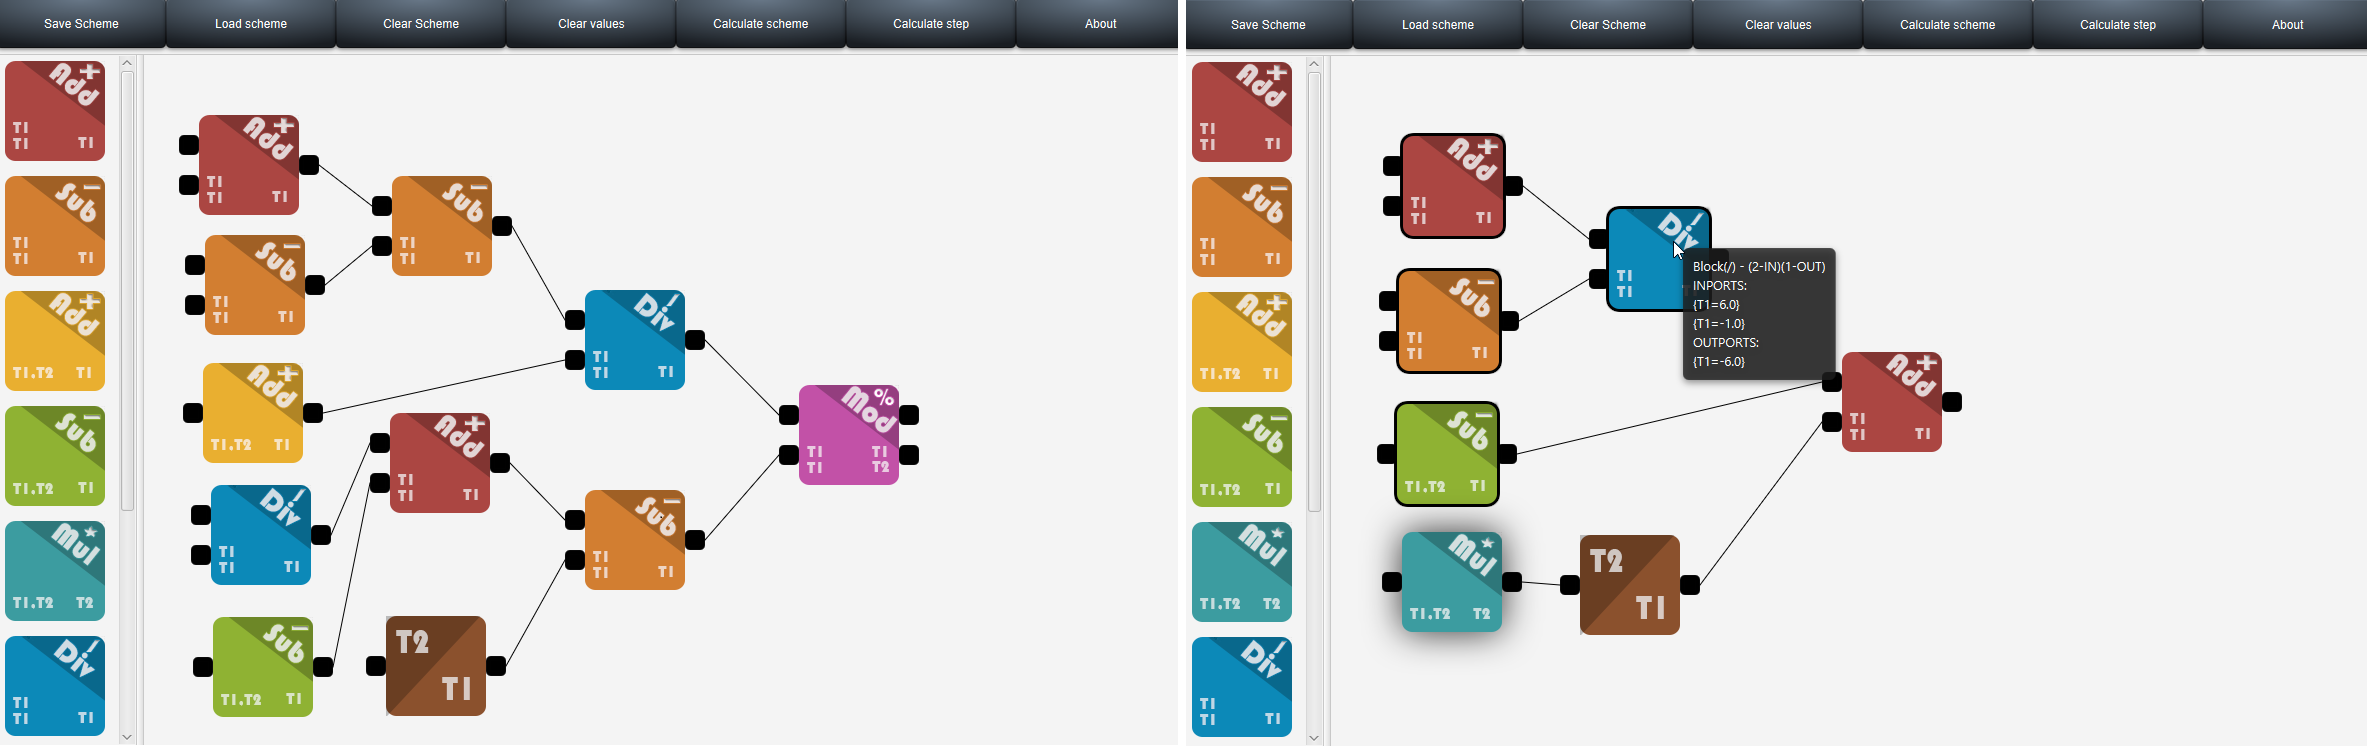 Save Scheme Load scheme Clear Scheme Clear values Calculate scheme Calculate step About
Add +
T1
T1 T1
Sub −
T1
T1 T1
Add +
T1.T2 T1
Sub −
T1.T2 T1
Mul *
T1.T2 T2
Div /
T1
T1 T1
Add +
T1
T1 T1
Sub −
T1
T1 T1
Sub −
T1
T1 T1
Div /
T1
T1 T1
Add +
T1.T2 T1
Mod %
T1 T1
T1 T2
Add +
T1
T1 T1
Div /
T1
T1 T1
Sub −
T1
T1 T1
Sub −
T1.T2 T1
T2
T1
Save Scheme Load scheme Clear Scheme Clear values Calculate scheme Calculate step About
Add +
T1
T1 T1
Sub −
T1
T1 T1
Add +
T1.T2 T1
Sub −
T1.T2 T1
Mul *
T1.T2 T2
Div /
T1
T1 T1
Add +
T1
T1 T1
Div /
T1
T1
Block(/) - (2-IN)(1-OUT)
INPORTS:
{T1=6.0}
{T1=-1.0}
OUTPORTS:
{T1=-6.0}
Sub −
T1
T1 T1
Add +
T1
T1 T1
Sub −
T1.T2 T1
Mul *
T1.T2 T2
T2
T1